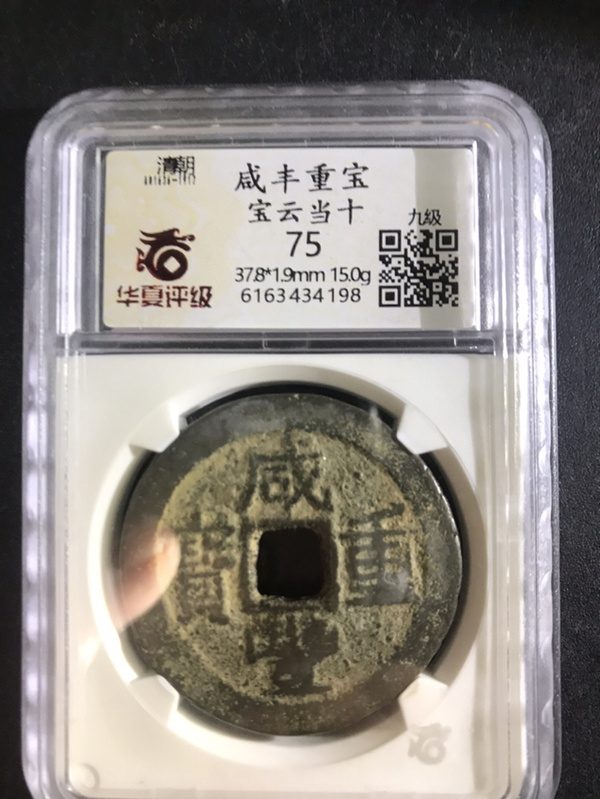 清朝
咸丰重宝
宝云当十
75
九级
37.8*1.9mm 15.0g
6163434198
华夏评级
咸豐重寶